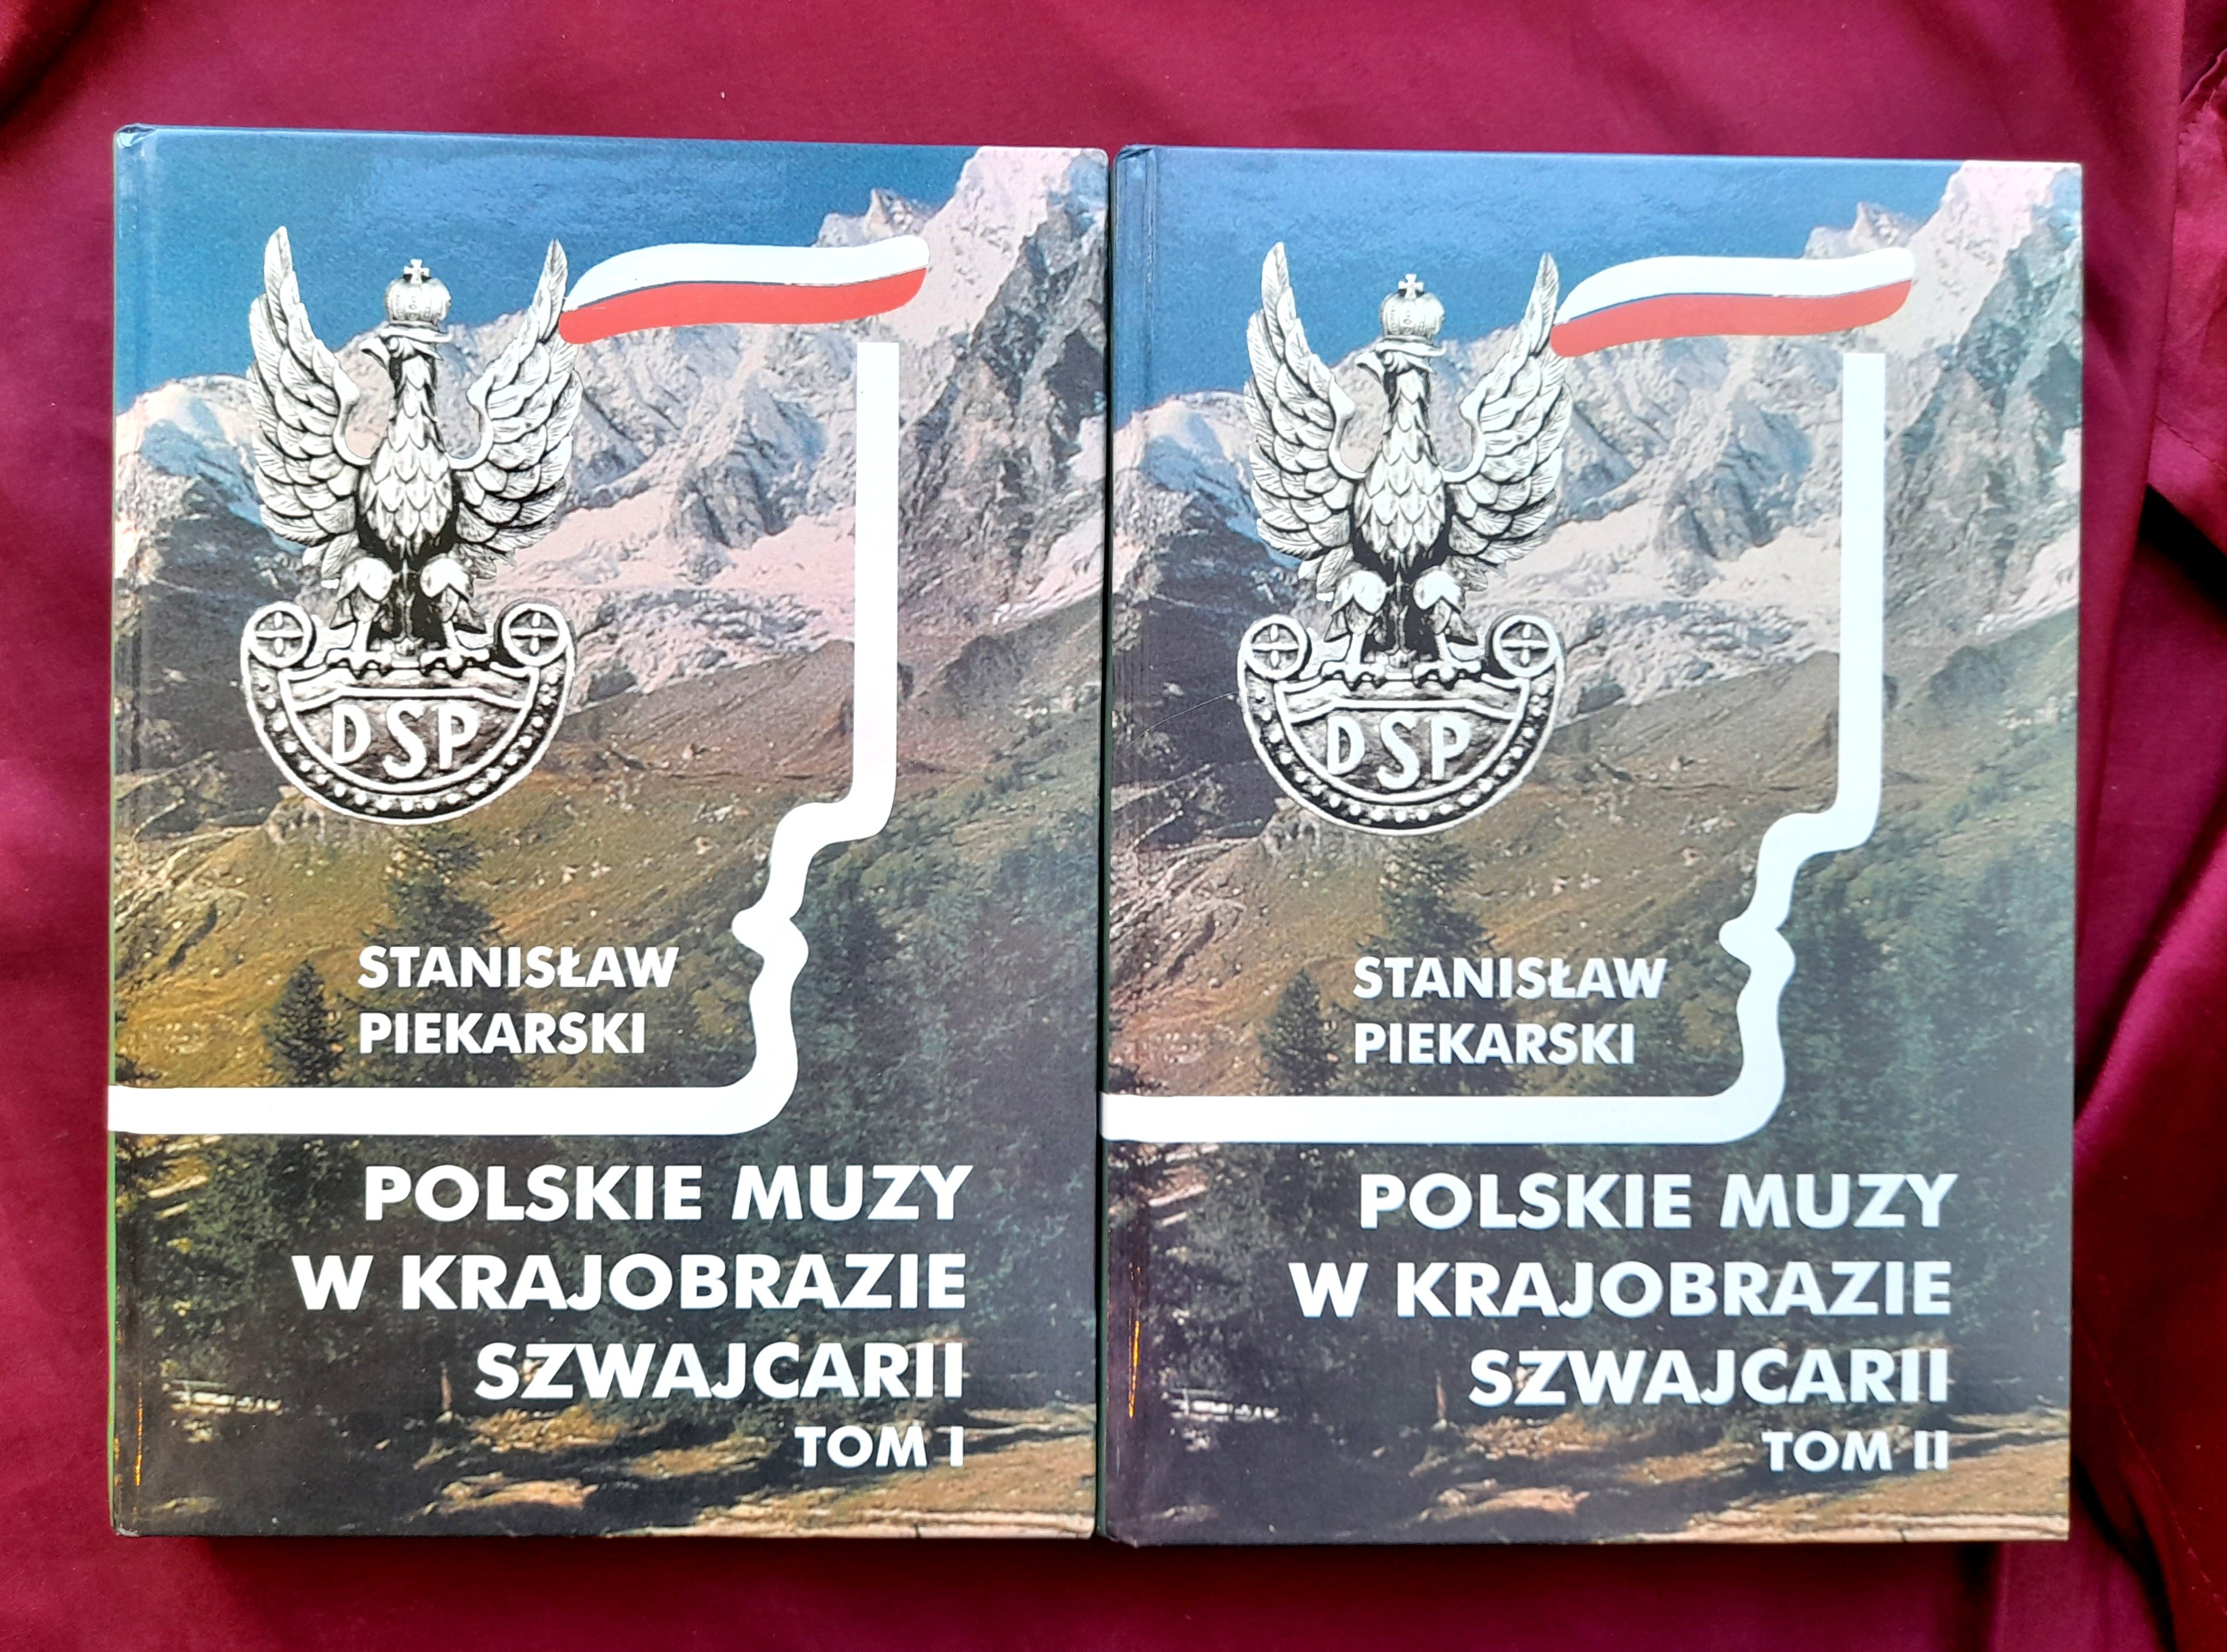 DSP
STANISŁAW
PIEKARSKI
POLSKIE MUZY
W KRAJOBRAZIE
SZWAJCARII
TOM I
DSP
STANISŁAW
PIEKARSKI
POLSKIE MUZY
W KRAJOBRAZIE
SZWAJCARII
TOM II